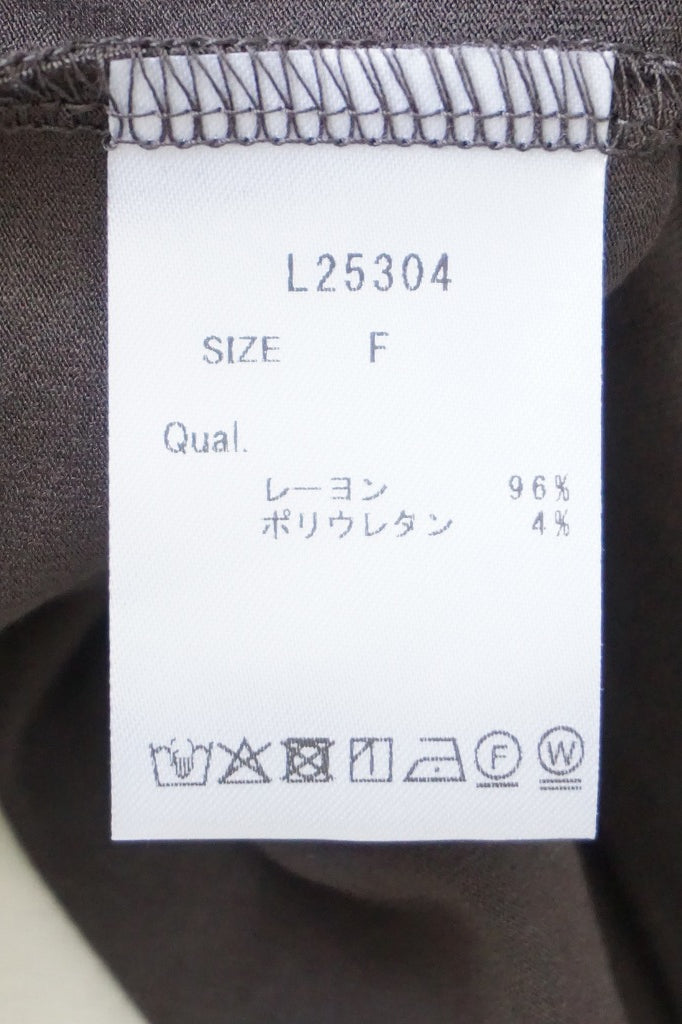 L25304
SIZE F
Qual.
レーヨン 96%
ポリウレタン 4%
F W